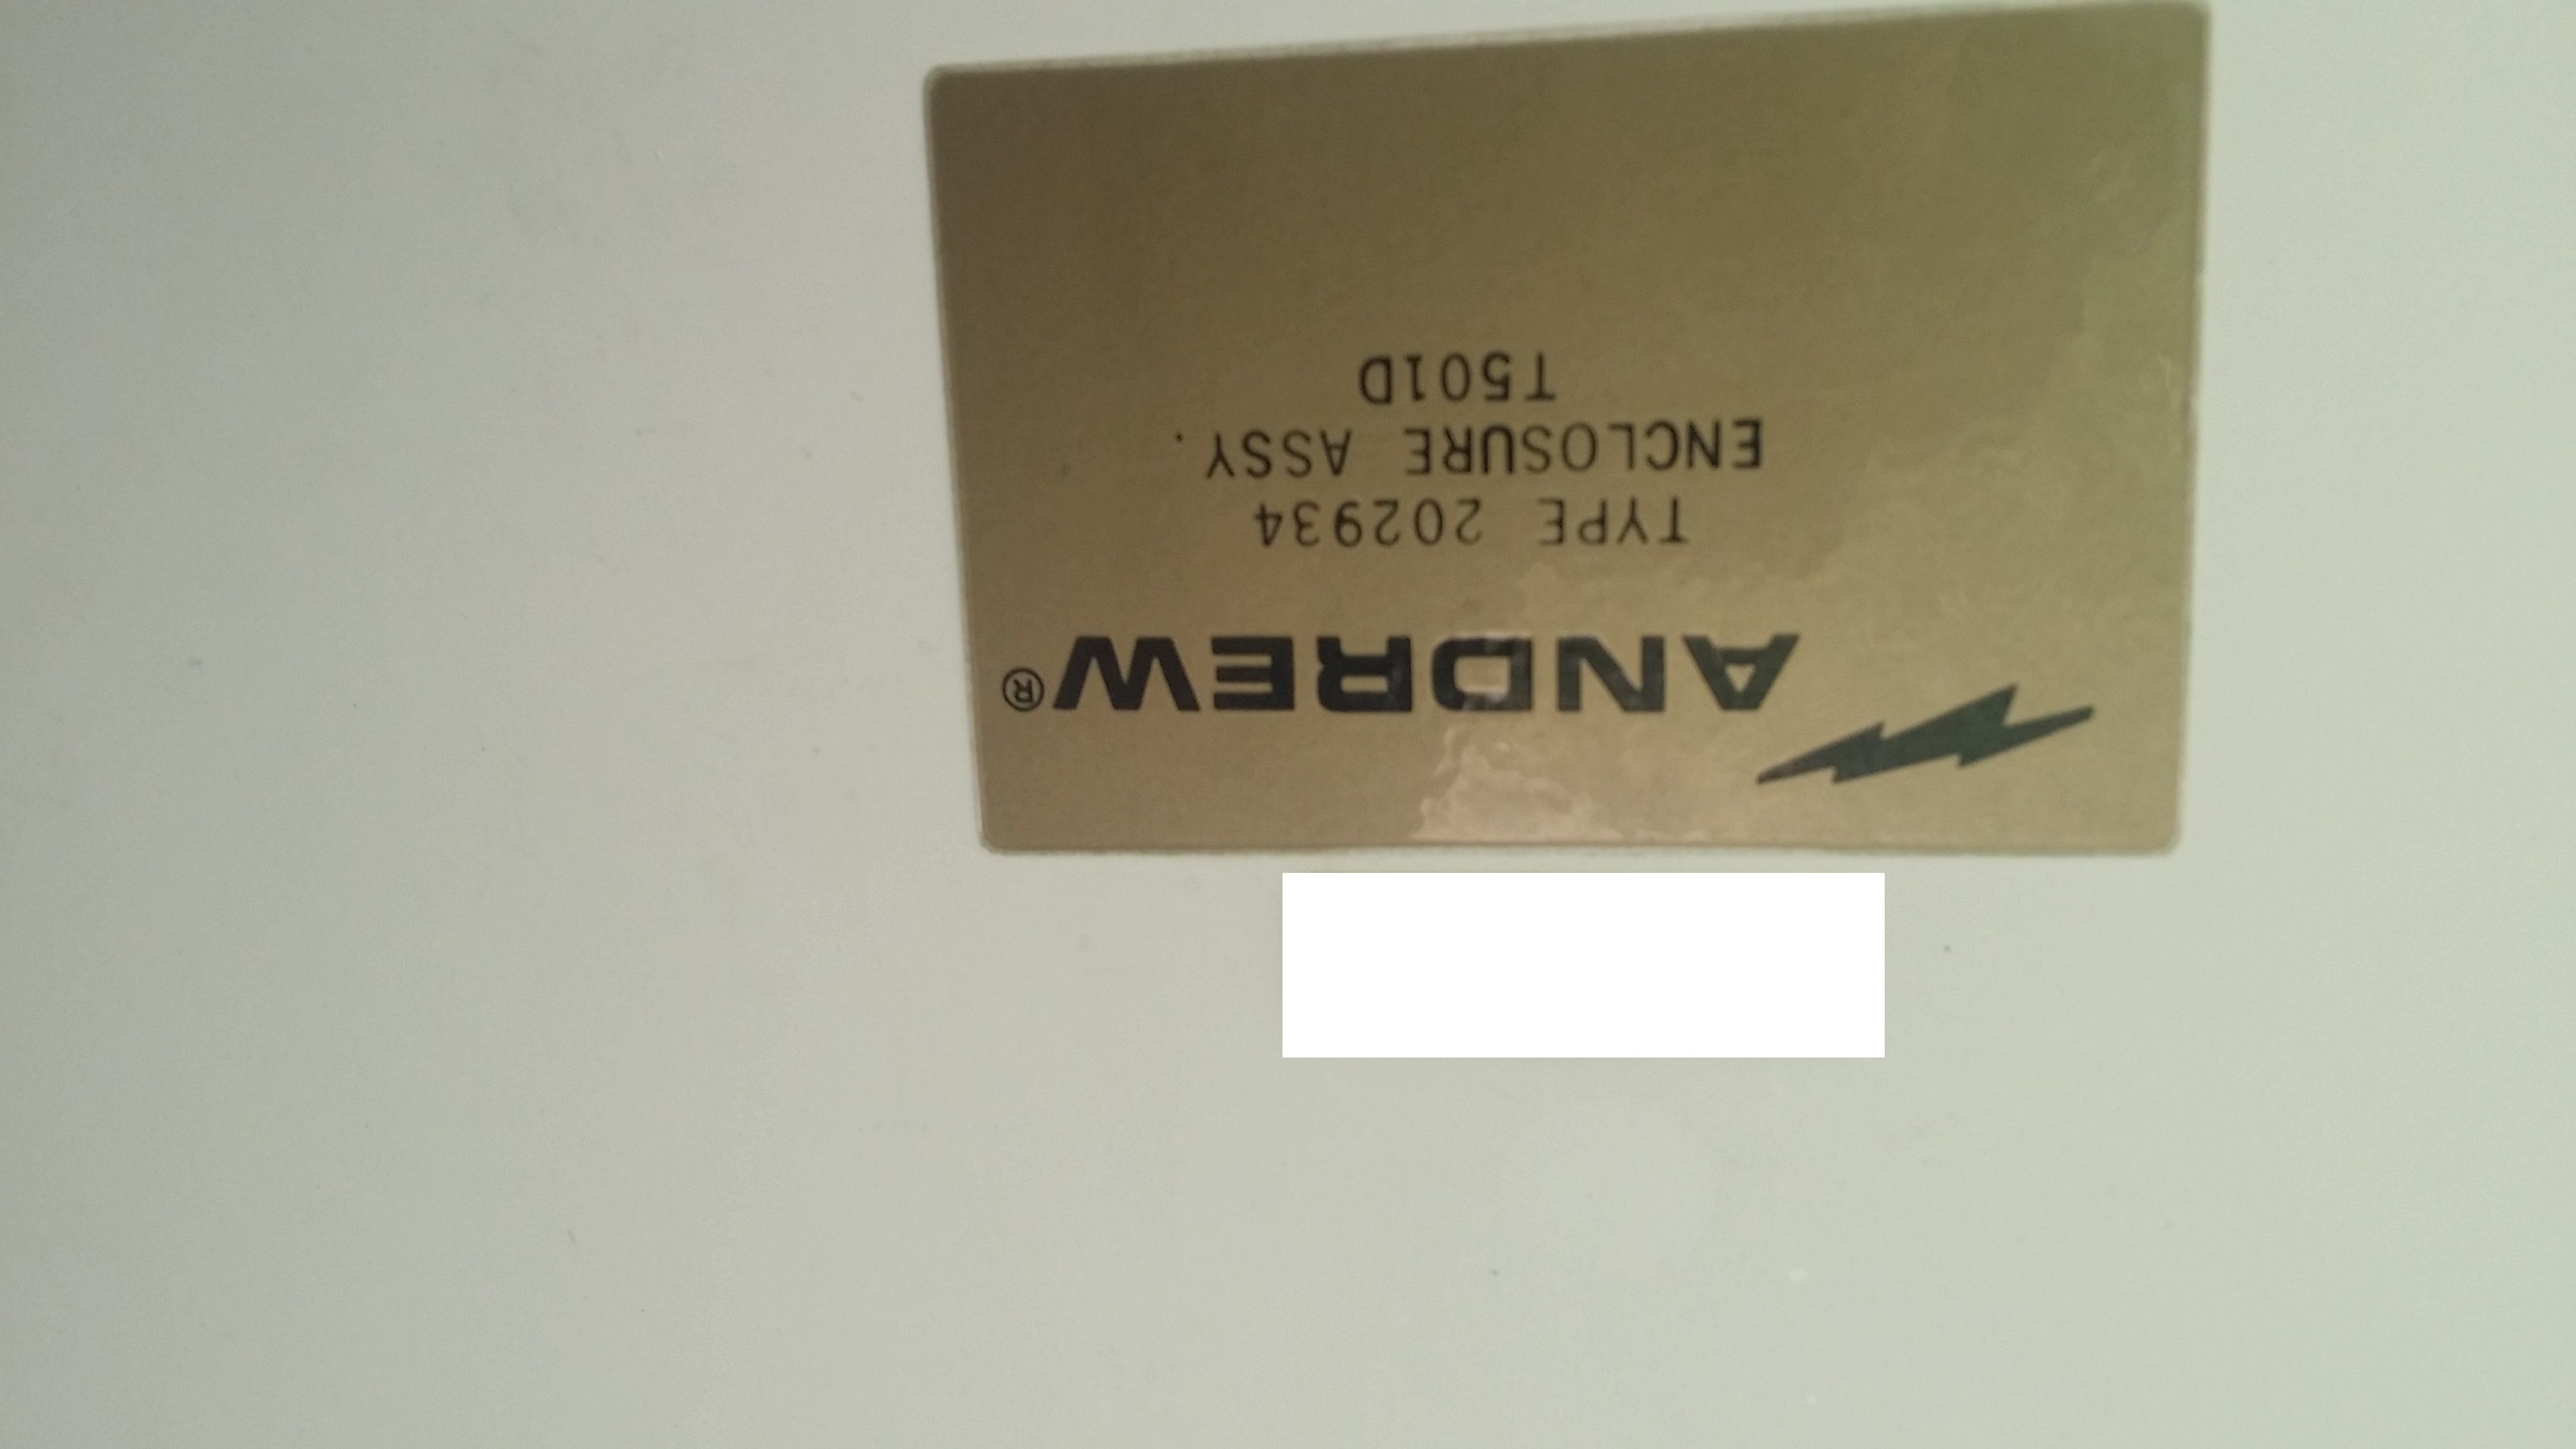 ANDREW®
TYPE 202934
ENCLOSURE ASSY.
T501D